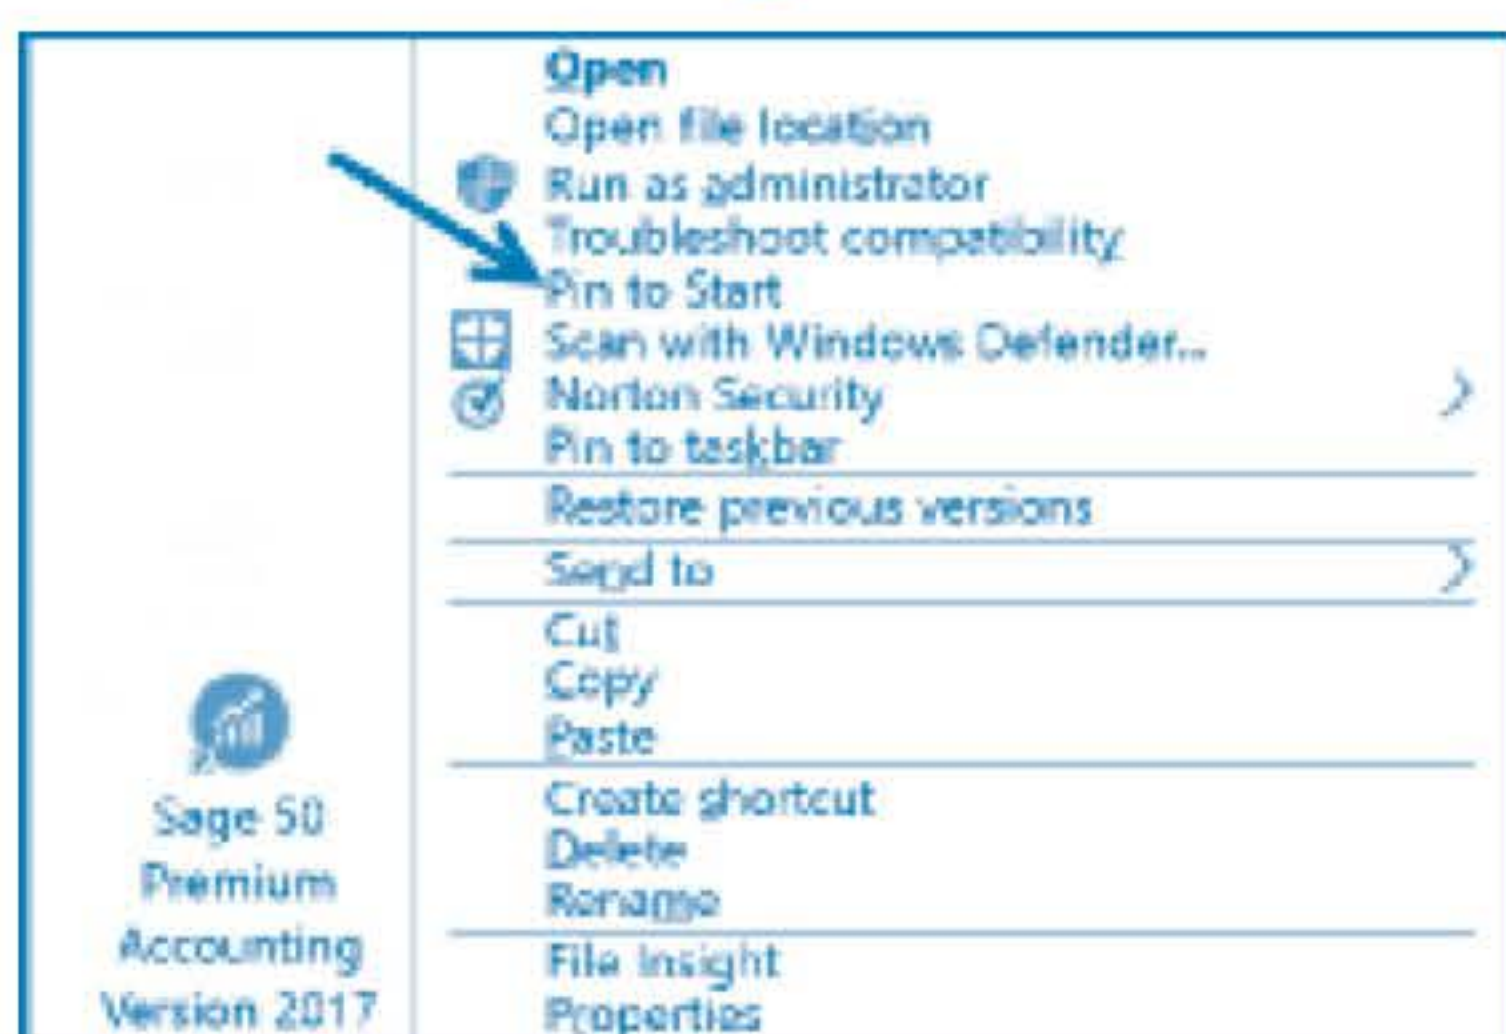 Open
Open file location
Run as administrator
Troubleshoot compatibility
Pin to Start
Scan with Windows Defender...
Norton Security
Pin to taskbar
Restore previous versions
Send to
Cut
Copy
Paste
Create shortcut
Delete
Rename
File Insight
Properties
Sage 50
Premium
Accounting
Version 2017